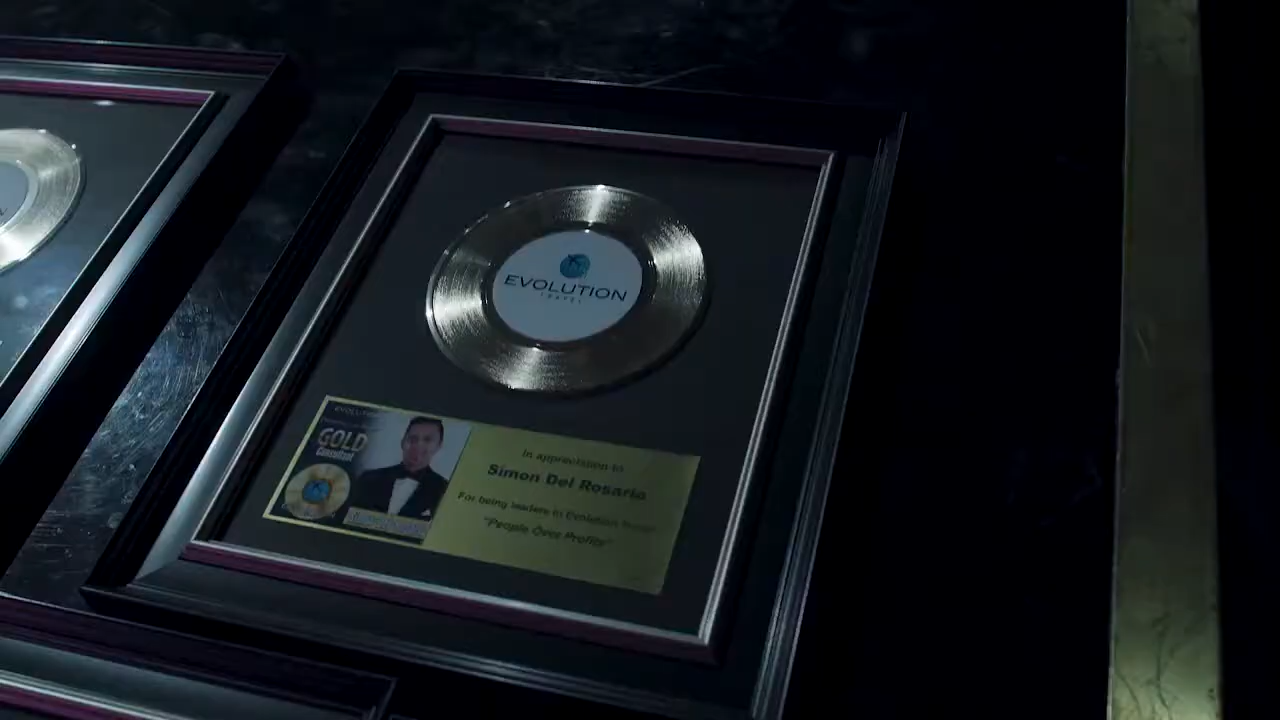 EVOLUTION
TRAVEL
EVOLUTION
GOLD
Consultant
In appreciation to
Simon Del Rosario
For being leaders in Evolution Travel
"People Over Profits"